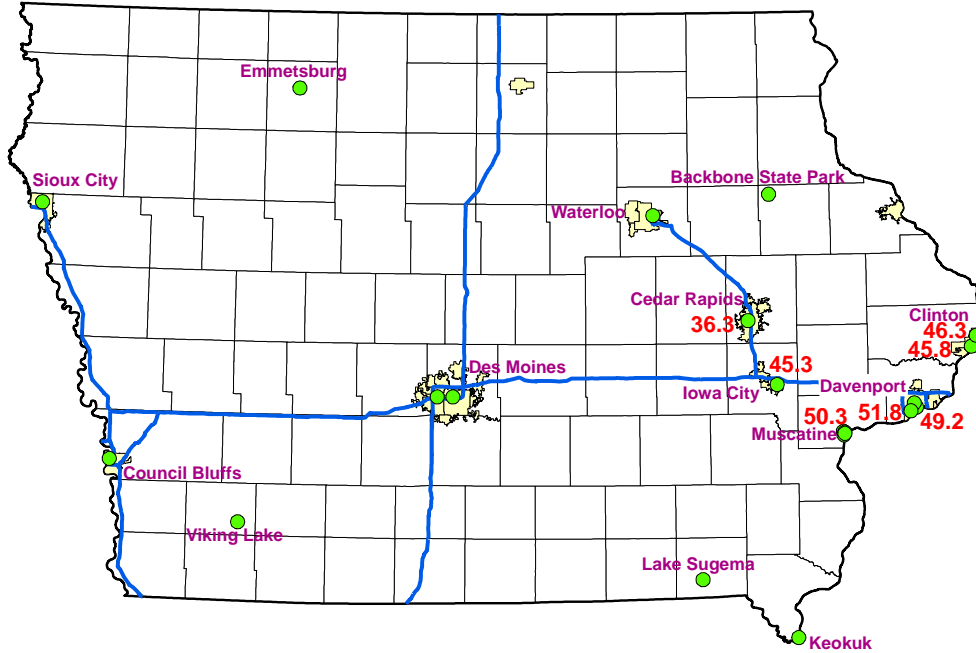 Emmetsburg
Sioux City
Backbone State Park
Waterloo
Cedar Rapids
36.3
Clinton
46.3
45.8
45.3
Des Moines
Iowa City
Davenport
50.3
51.8
49.2
Muscatine
Council Bluffs
Viking Lake
Lake Sugema
Keokuk